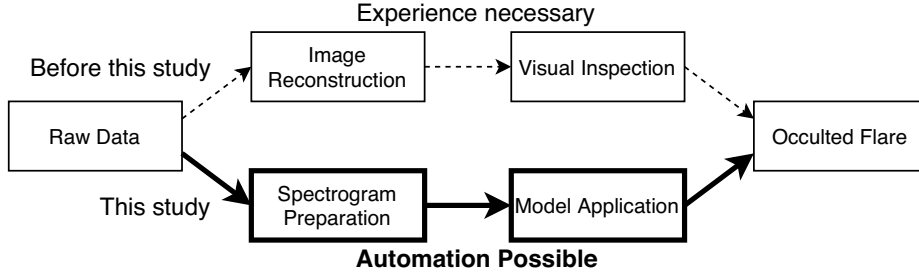 Experience necessary
Before this study
Image
Reconstruction
Visual Inspection
Raw Data
Occulted Flare
This study
Spectrogram
Preparation
Model Application
Automation Possible